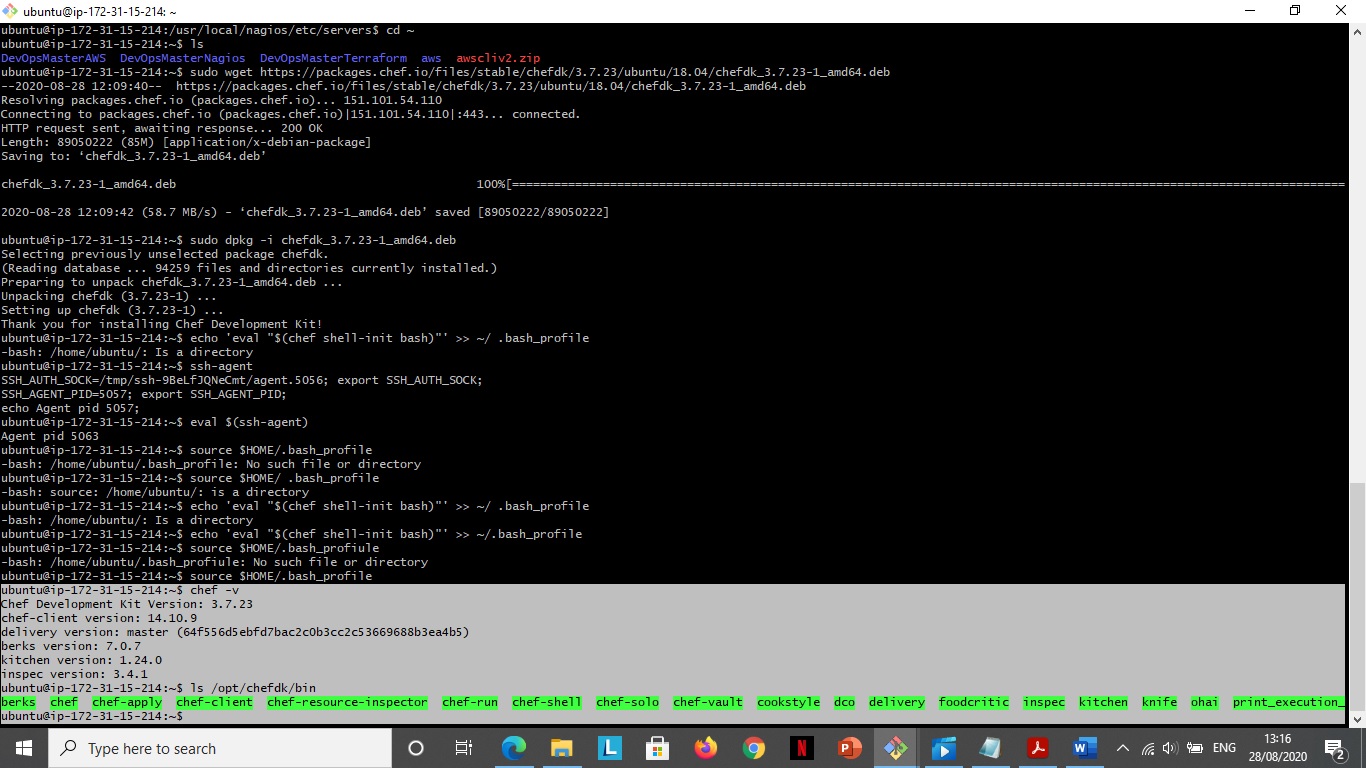 ubuntu@ip-172-31-15-214: ~
ubuntu@ip-172-31-15-214:/usr/local/nagios/etc/servers$ cd ~
ubuntu@ip-172-31-15-214:~$ ls
DevOpsMasterAWS  DevOpsMasterNagios  DevOpsMasterTerraform  aws  awscliv2.zip
ubuntu@ip-172-31-15-214:~$ sudo wget https://packages.chef.io/files/stable/chefdk/3.7.23/ubuntu/18.04/chefdk_3.7.23-1_amd64.deb
--2020-08-28 12:09:40--  https://packages.chef.io/files/stable/chefdk/3.7.23/ubuntu/18.04/chefdk_3.7.23-1_amd64.deb
Resolving packages.chef.io (packages.chef.io)... 151.101.54.110
Connecting to packages.chef.io (packages.chef.io)|151.101.54.110|:443... connected.
HTTP request sent, awaiting response... 200 OK
Length: 89050222 (85M) [application/x-debian-package]
Saving to: ‘chefdk_3.7.23-1_amd64.deb’
chefdk_3.7.23-1_amd64.deb 100%[=======================================================================================================================
2020-08-28 12:09:42 (58.7 MB/s) - ‘chefdk_3.7.23-1_amd64.deb’ saved [89050222/89050222]
ubuntu@ip-172-31-15-214:~$ sudo dpkg -i chefdk_3.7.23-1_amd64.deb
Selecting previously unselected package chefdk.
(Reading database ... 94259 files and directories currently installed.)
Preparing to unpack chefdk_3.7.23-1_amd64.deb ...
Unpacking chefdk (3.7.23-1) ...
Setting up chefdk (3.7.23-1) ...
Thank you for installing Chef Development Kit!
ubuntu@ip-172-31-15-214:~$ echo 'eval "$(chef shell-init bash)"' >> ~/ .bash_profile
-bash: /home/ubuntu/: Is a directory
ubuntu@ip-172-31-15-214:~$ ssh-agent
SSH_AUTH_SOCK=/tmp/ssh-9BeLfJQNeCmt/agent.5056; export SSH_AUTH_SOCK;
SSH_AGENT_PID=5057; export SSH_AGENT_PID;
echo Agent pid 5057;
ubuntu@ip-172-31-15-214:~$ eval $(ssh-agent)
Agent pid 5063
ubuntu@ip-172-31-15-214:~$ source $HOME/.bash_profile
-bash: /home/ubuntu/.bash_profile: No such file or directory
ubuntu@ip-172-31-15-214:~$ source $HOME/ .bash_profile
-bash: source: /home/ubuntu/: is a directory
ubuntu@ip-172-31-15-214:~$ echo 'eval "$(chef shell-init bash)"' >> ~/ .bash_profile
-bash: /home/ubuntu/: Is a directory
ubuntu@ip-172-31-15-214:~$ echo 'eval "$(chef shell-init bash)"' >> ~/.bash_profile
ubuntu@ip-172-31-15-214:~$ source $HOME/.bash_profiule
-bash: /home/ubuntu/.bash_profiule: No such file or directory
ubuntu@ip-172-31-15-214:~$ source $HOME/.bash_profile
ubuntu@ip-172-31-15-214:~$ chef -v
Chef Development Kit Version: 3.7.23
chef-client version: 14.10.9
delivery version: master (64f556d5ebfd7bac2c0b3cc2c53669688b3ea4b5)
berks version: 7.0.7
kitchen version: 1.24.0
inspec version: 3.4.1
ubuntu@ip-172-31-15-214:~$ ls /opt/chefdk/bin
berks  chef  chef-apply  chef-client  chef-resource-inspector  chef-run  chef-shell  chef-solo  chef-vault  cookstyle  dco  delivery  foodcritic  inspec  kitchen  knife  ohai  print_execution_
ubuntu@ip-172-31-15-214:~$
Type here to search
ENG
13:16
28/08/2020
2